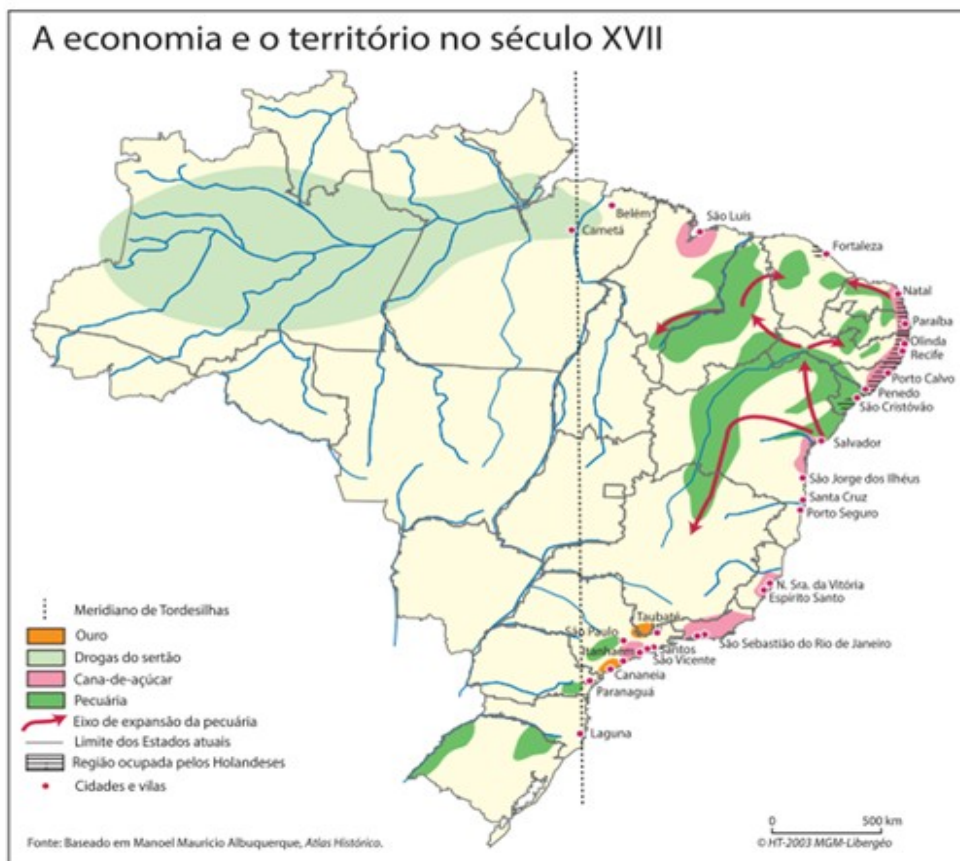 A economia e o território no século XVII
Belém
São Luís
Cametá
Fortaleza
Natal
Paraíba
Olinda
Recife
Porto Calvo
Penedo
São Cristóvão
Salvador
São Jorge dos Ilhéus
Santa Cruz
Porto Seguro
N. Sra. da Vitória
Espírito Santo
Taubaté
São Paulo
São Sebastião do Rio de Janeiro
Itanhaem
Santos
São Vicente
Cananeia
Paranaguá
Laguna
Meridiano de Tordesilhas
Ouro
Drogas do sertão
Cana-de-açúcar
Pecuária
Eixo de expansão da pecuária
Limite dos Estados atuais
Região ocupada pelos Holandeses
Cidades e vilas
Fonte: Baseado em Manoel Mauricio Albuquerque, Atlas Histórico.
0 500 km
© HT-2003 MGM-Libergéo